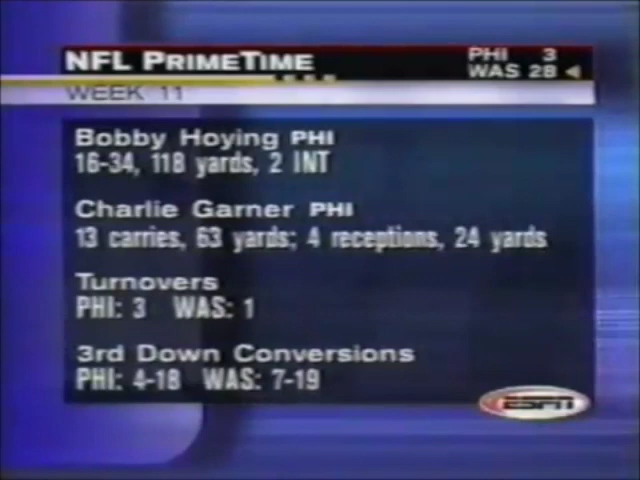 NFL PRIMETIME
PHI 3
WAS 28
WEEK 11
Bobby Hoying PHI
16-34, 118 yards, 2 INT
Charlie Garner PHI
13 carries, 63 yards; 4 receptions, 24 yards
Turnovers
PHI: 3 WAS: 1
3rd Down Conversions
PHI: 4-18 WAS: 7-19
ESPN